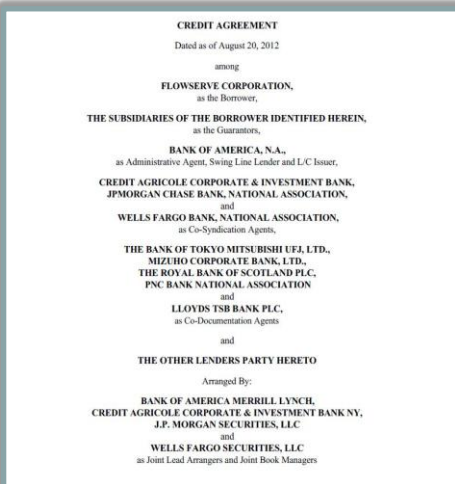 CREDIT AGREEMENT
Dated as of August 20, 2012
among
FLOWSERVE CORPORATION,
as the Borrower,
THE SUBSIDIARIES OF THE BORROWER IDENTIFIED HEREIN,
as the Guarantors,
BANK OF AMERICA, N.A.,
as Administrative Agent, Swing Line Lender and L/C Issuer,
CREDIT AGRICOLE CORPORATE & INVESTMENT BANK,
JPMORGAN CHASE BANK, NATIONAL ASSOCIATION,
and
WELLS FARGO BANK, NATIONAL ASSOCIATION,
as Co-Syndication Agents,
THE BANK OF TOKYO MITSUBISHI UFJ, LTD.,
MIZUHO CORPORATE BANK, LTD.,
THE ROYAL BANK OF SCOTLAND PLC,
PNC BANK NATIONAL ASSOCIATION
and
LLOYDS TSB BANK PLC,
as Co-Documentation Agents
and
THE OTHER LENDERS PARTY HERETO
Arranged By:
BANK OF AMERICA MERRILL LYNCH,
CREDIT AGRICOLE CORPORATE & INVESTMENT BANK NY,
J.P. MORGAN SECURITIES, LLC
and
WELLS FARGO SECURITIES, LLC
as Joint Lead Arrangers and Joint Book Managers